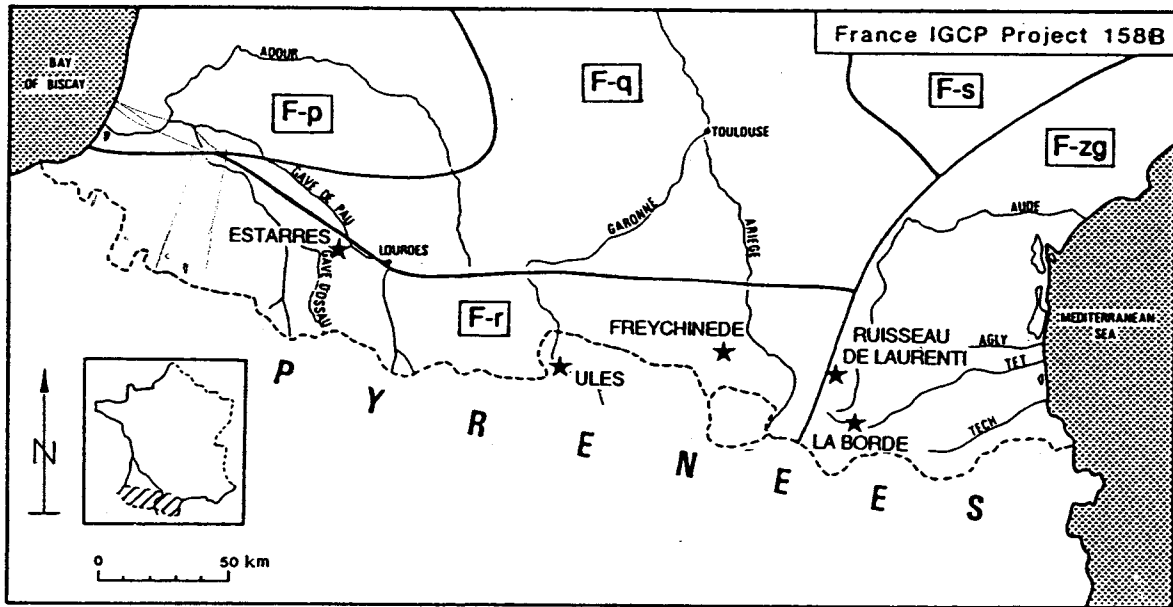 France IGCP Project 158B
BAY
OF BISCAY
ADOUR
F-p
F-q
F-s
F-zg
TOULOUSE
GAVE DE PAU
GARONNE
ARIEGE
AUDE
ESTARRES
LOURDES
GAVE D'OSSAU
F-r
FREYCHINEDE
RUISSEAU
DE LAURENTI
AGLY
MEDITERRANEAN
SEA
TET
ULES
LA BORDE
TECH
PYRENEES
N
0 50 km